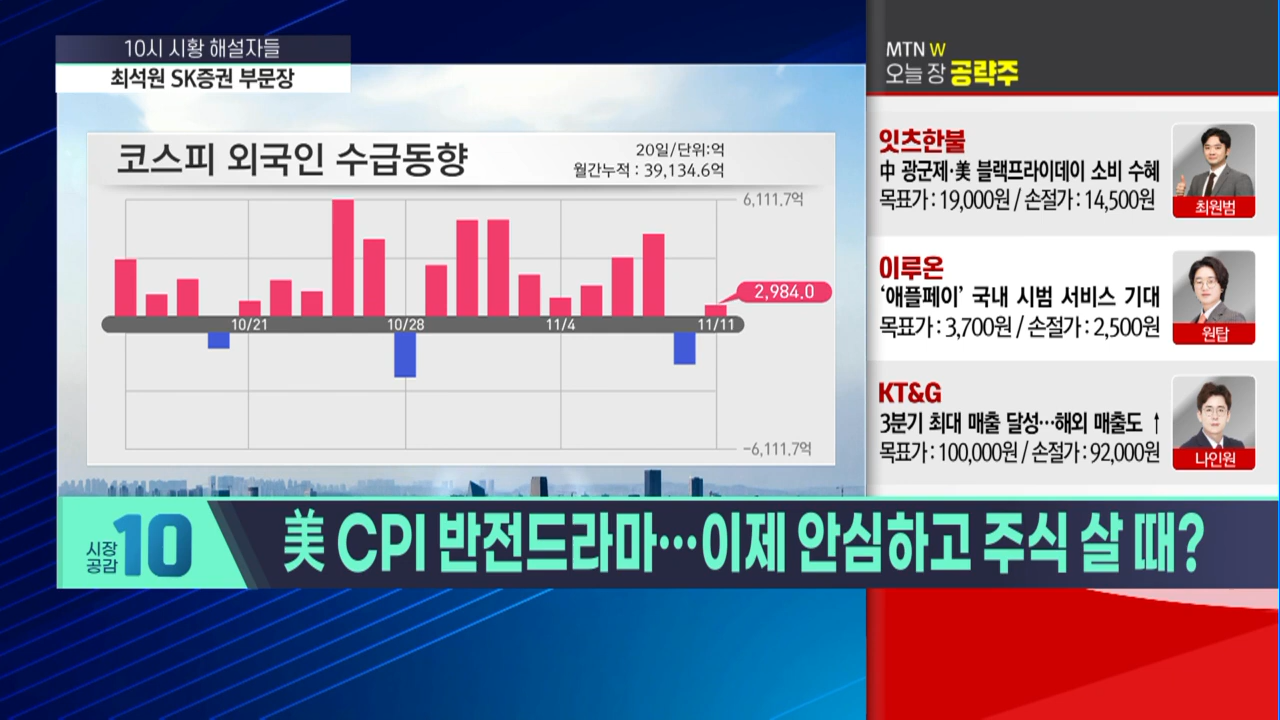 10시 시황 해설자들
최석원 SK증권 부문장
코스피 외국인 수급동향
20일/단위:억
월간누적 : 39,134.6억
6,111.7억
2,984.0
10/21
10/28
11/4
11/11
-6,111.7억
시장
공감
10
美 CPI 반전드라마…이제 안심하고 주식 살 때?
MTN W
오늘 장 공략주
잇츠한불
中 광군제·美 블랙프라이데이 소비 수혜
목표가 : 19,000원 / 손절가 : 14,500원
최원범
이루온
‘애플페이’ 국내 시범 서비스 기대
목표가 : 3,700원 / 손절가 : 2,500원
원탑
KT&G
3분기 최대 매출 달성…해외 매출도 ↑
목표가 : 100,000원 / 손절가 : 92,000원
나인원